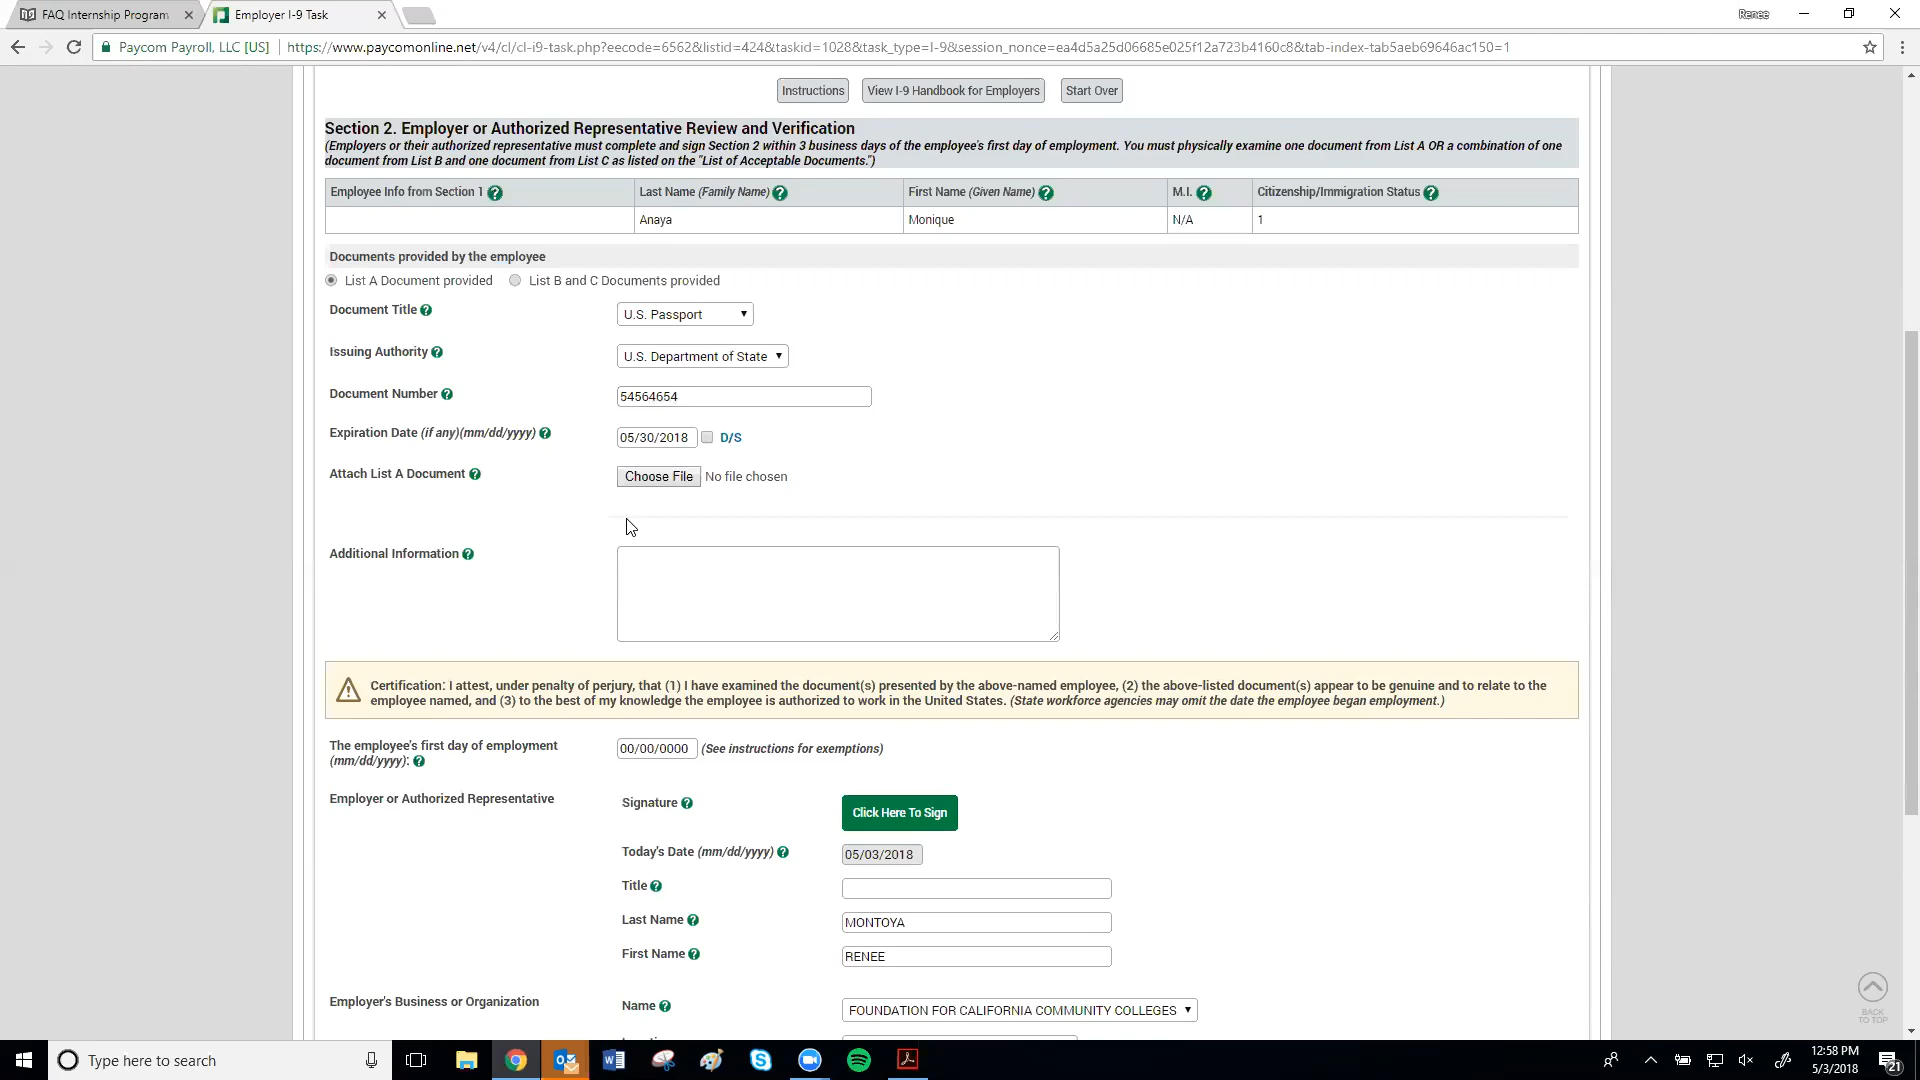 FAQ Internship Program
Employer I-9 Task
Renee
Paycom Payroll, LLC [US] https://www.paycomonline.net/v4/cl/cl-i9-task.php?eecode=6562&listid=424&taskid=1028&task_type=I-9&session_nonce=ea4d5a25d06685e025f12a723b4160c8&tab-index-tab5aeb69646ac150=1
Instructions View I-9 Handbook for Employers Start Over
Section 2. Employer or Authorized Representative Review and Verification
(Employers or their authorized representative must complete and sign Section 2 within 3 business days of the employee's first day of employment. You must physically examine one document from List A OR a combination of one
document from List B and one document from List C as listed on the "List of Acceptable Documents.")
Employee Info from Section 1 ? Last Name (Family Name) ? First Name (Given Name) ? M.I. ? Citizenship/Immigration Status ?
Anaya Monique N/A 1
Documents provided by the employee
List A Document provided List B and C Documents provided
Document Title ? U.S. Passport
Issuing Authority ? U.S. Department of State
Document Number ? 54564654
Expiration Date (if any)(mm/dd/yyyy) ? 05/30/2018 D/S
Attach List A Document ? Choose File No file chosen
Additional Information ?
Certification: I attest, under penalty of perjury, that (1) I have examined the document(s) presented by the above-named employee, (2) the above-listed document(s) appear to be genuine and to relate to the
employee named, and (3) to the best of my knowledge the employee is authorized to work in the United States. (State workforce agencies may omit the date the employee began employment.)
The employee's first day of employment
(mm/dd/yyyy): ? 00/00/0000 (See instructions for exemptions)
Employer or Authorized Representative Signature ? Click Here To Sign
Today's Date (mm/dd/yyyy) ? 05/03/2018
Title ?
Last Name ? MONTOYA
First Name ? RENEE
Employer's Business or Organization Name ? FOUNDATION FOR CALIFORNIA COMMUNITY COLLEGES
BACK
TO TOP
Type here to search
12:58 PM
5/3/2018
21